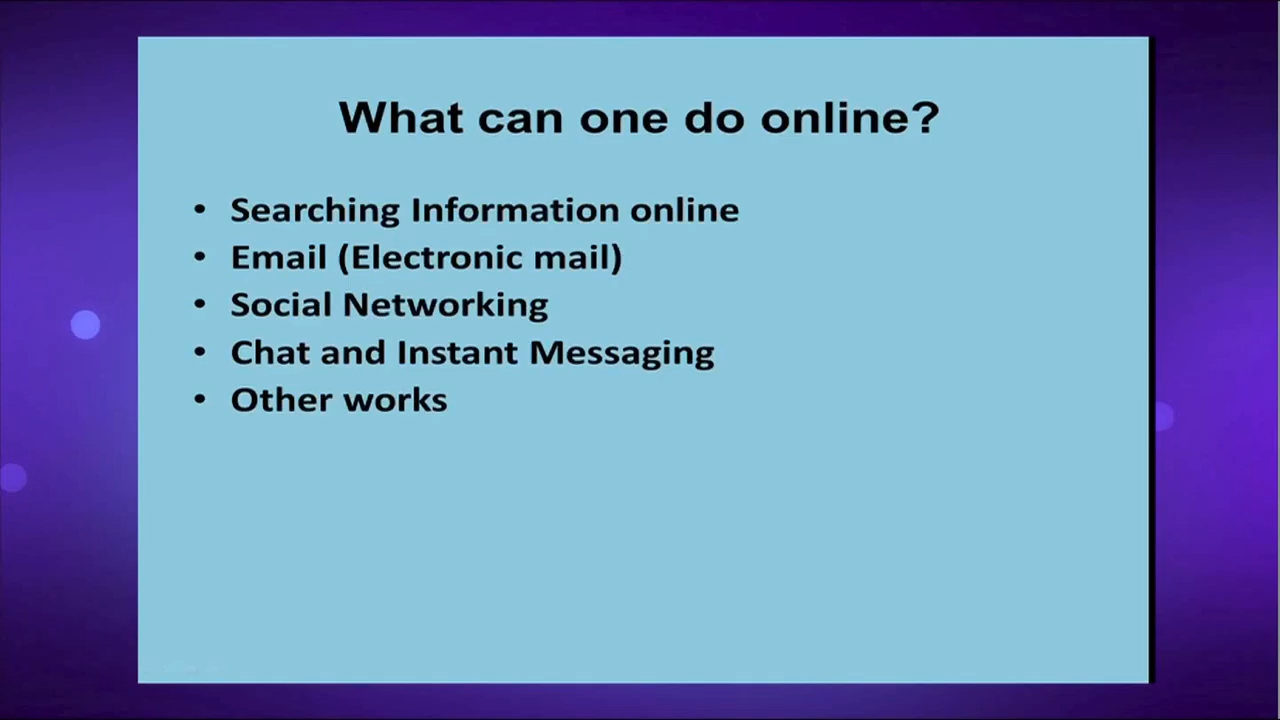 What can one do online?
• Searching Information online
• Email (Electronic mail)
• Social Networking
• Chat and Instant Messaging
• Other works